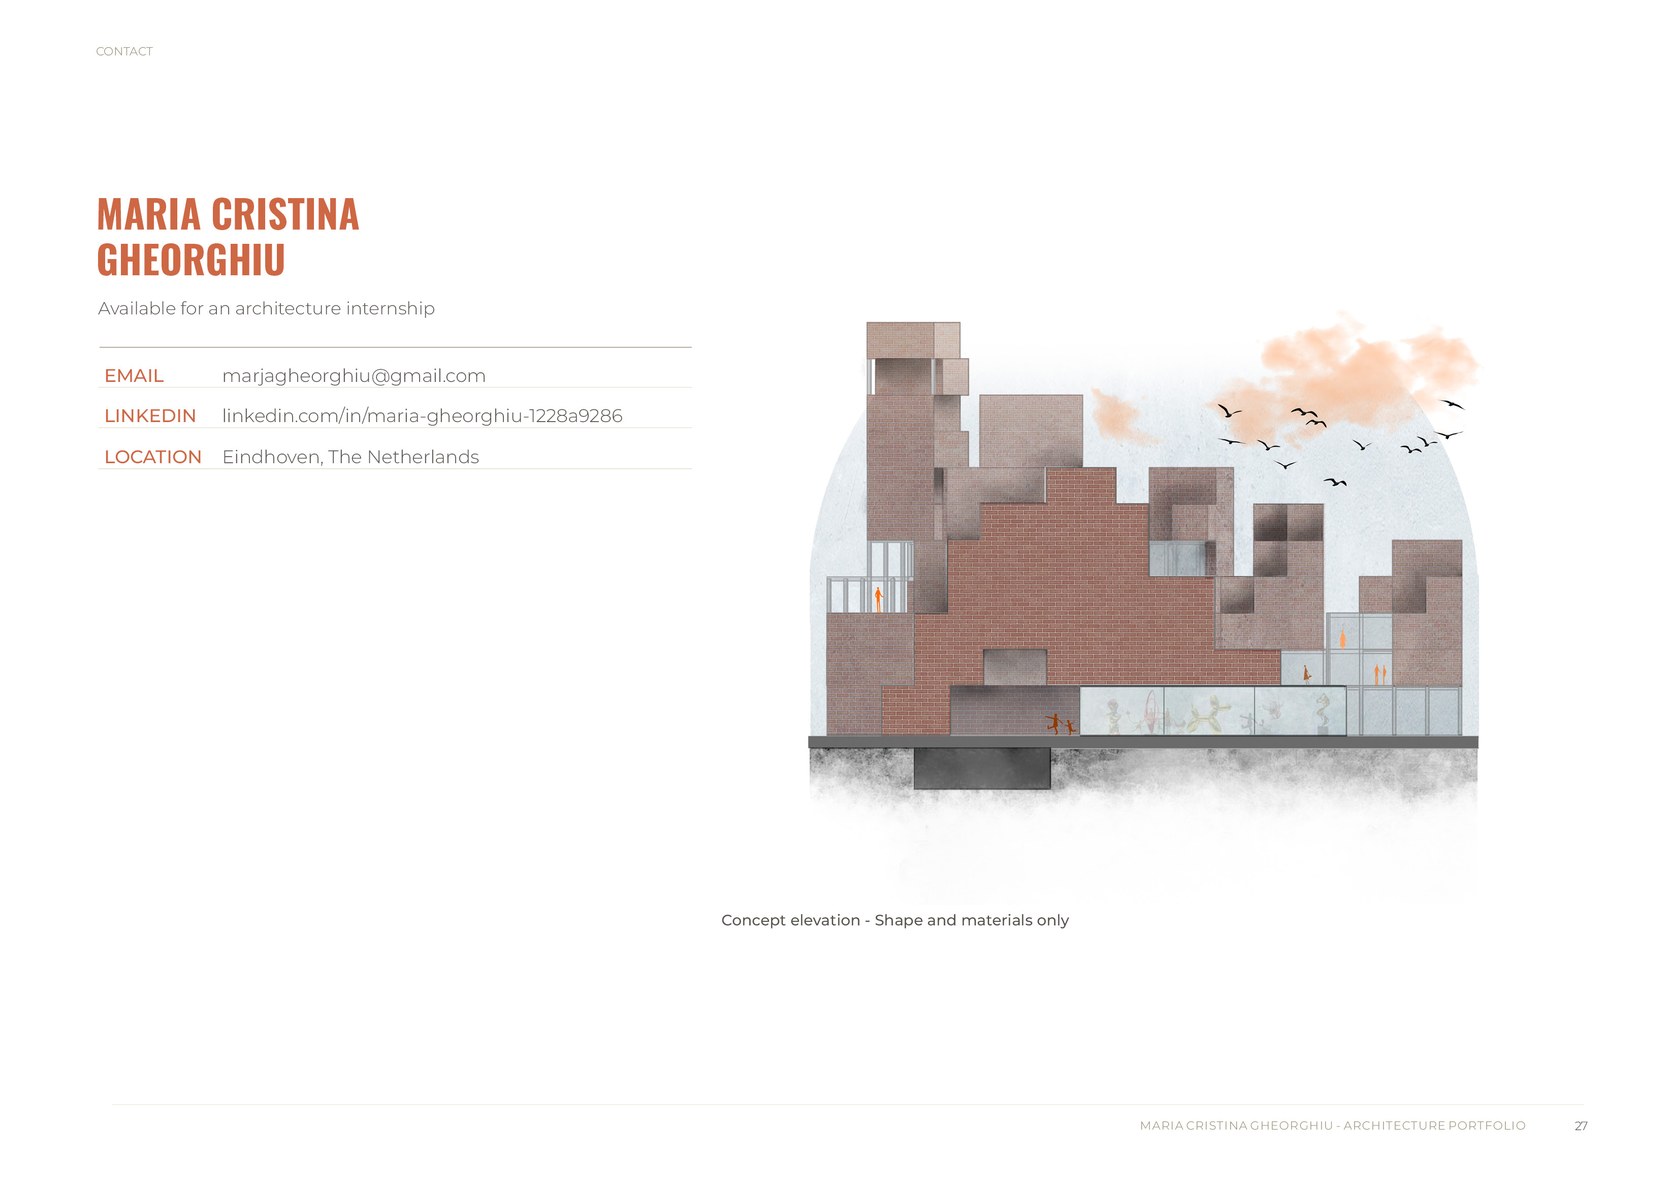 CONTACT
MARIA CRISTINA
GHEORGHIU
Available for an architecture internship
EMAIL marjagheorghiu@gmail.com
LINKEDIN linkedin.com/in/maria-gheorghiu-1228a9286
LOCATION Eindhoven, The Netherlands
Concept elevation - Shape and materials only
MARIA CRISTINA GHEORGHIU - ARCHITECTURE PORTFOLIO 27